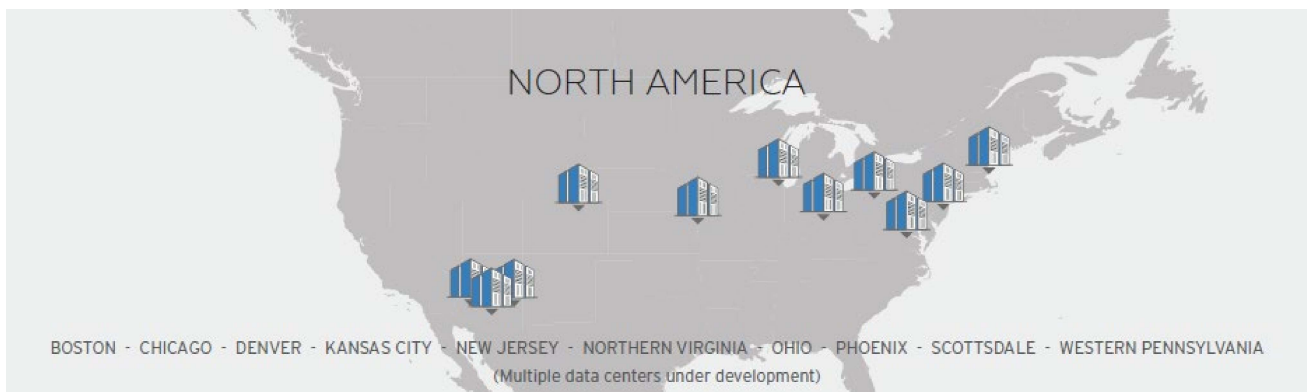 NORTH AMERICA
BOSTON - CHICAGO - DENVER - KANSAS CITY - NEW JERSEY - NORTHERN VIRGINIA - OHIO - PHOENIX - SCOTTSDALE - WESTERN PENNSYLVANIA
(Multiple data centers under development)